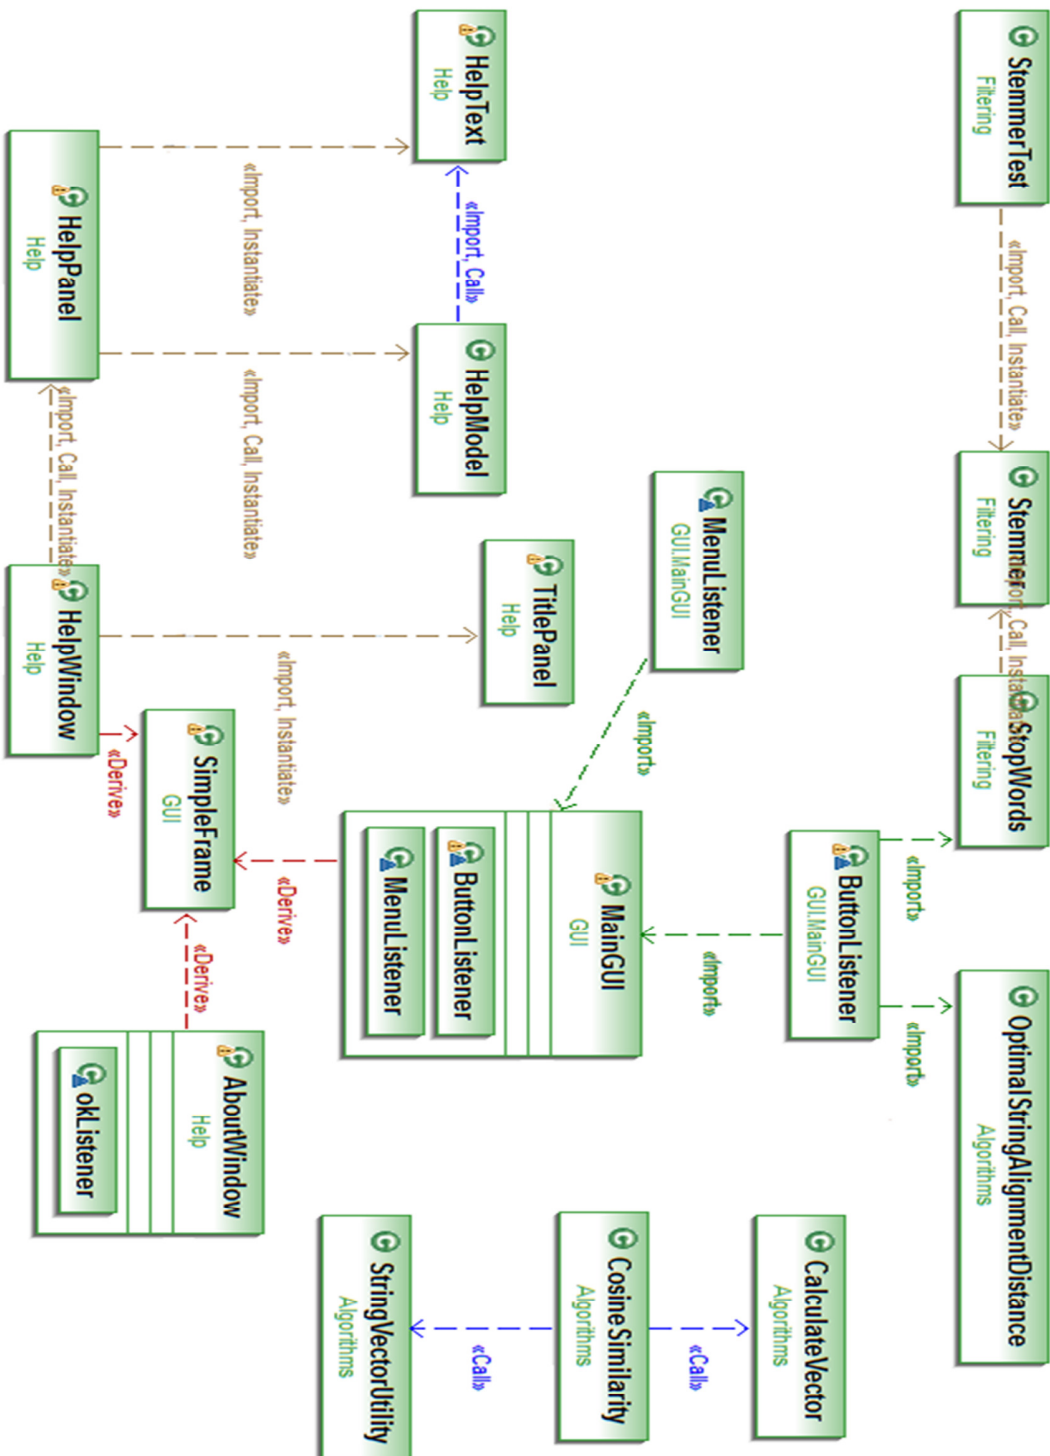 StemmerTest
Filtering
«Import, Call, Instantiate»
Stemmer
Filtering
Call,
StopWords
Filtering
OptimalStringAlignmentDistance
Algorithms
«Import»
«Import»
ButtonListener
GUI.MainGUI
CalculateVector
Algorithms
MenuListener
GUI.MainGUI
«Import»
«Import»
«Call»
MainGUI
GUI
ButtonListener
MenuListener
CosineSimilarity
Algorithms
TitlePanel
Help
HelpText
Help
«Import, Call»
HelpModel
Help
«Call»
StringVectorUtility
Algorithms
«Import, Instantiate»
«Import, Call, Instantiate»
«Import, Instantiate»
«Derive»
SimpleFrame
GUI
«Derive»
AboutWindow
Help
okListener
«Derive»
HelpPanel
Help
«Import, Call, Instantiate»
HelpWindow
Help